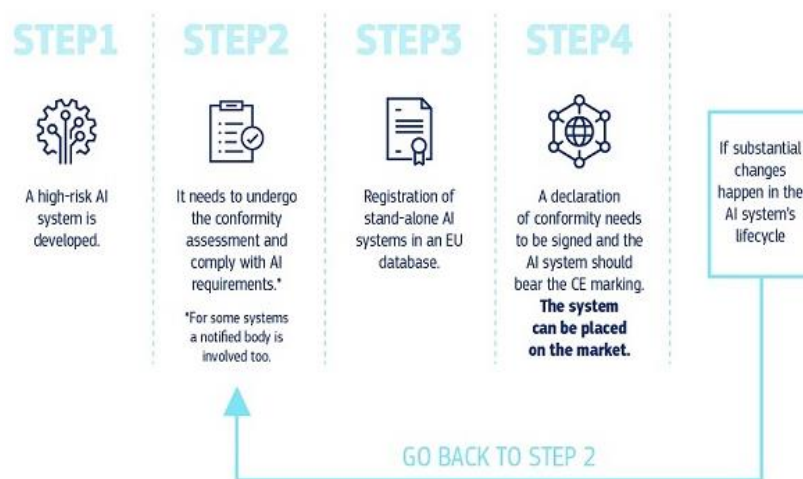 STEP1
A high-risk AI
system is
developed.
STEP2
It needs to undergo
the conformity
assessment and
comply with AI
requirements.*
*For some systems
a notified body is
involved too.
STEP3
Registration of
stand-alone AI
systems in an EU
database.
STEP4
A declaration
of conformity needs
to be signed and the
AI system should
bear the CE marking.
The system
can be placed
on the market.
If substantial
changes
happen in the
AI system's
lifecycle
GO BACK TO STEP 2